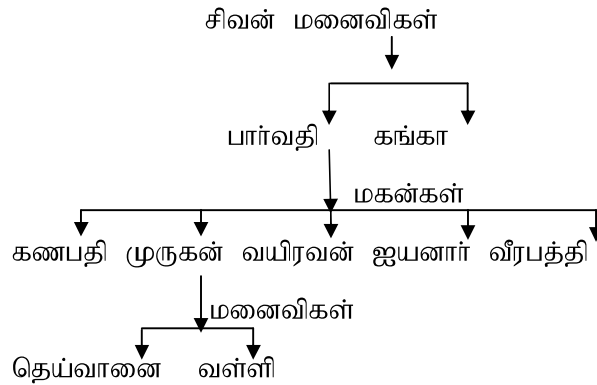 சிவன் மனைவிகள்
பார்வதி கங்கா
மகன்கள்
கணபதி முருகன் வயிரவன் ஐயனார் வீரபத்தி
மனைவிகள்
தெய்வானை வள்ளி